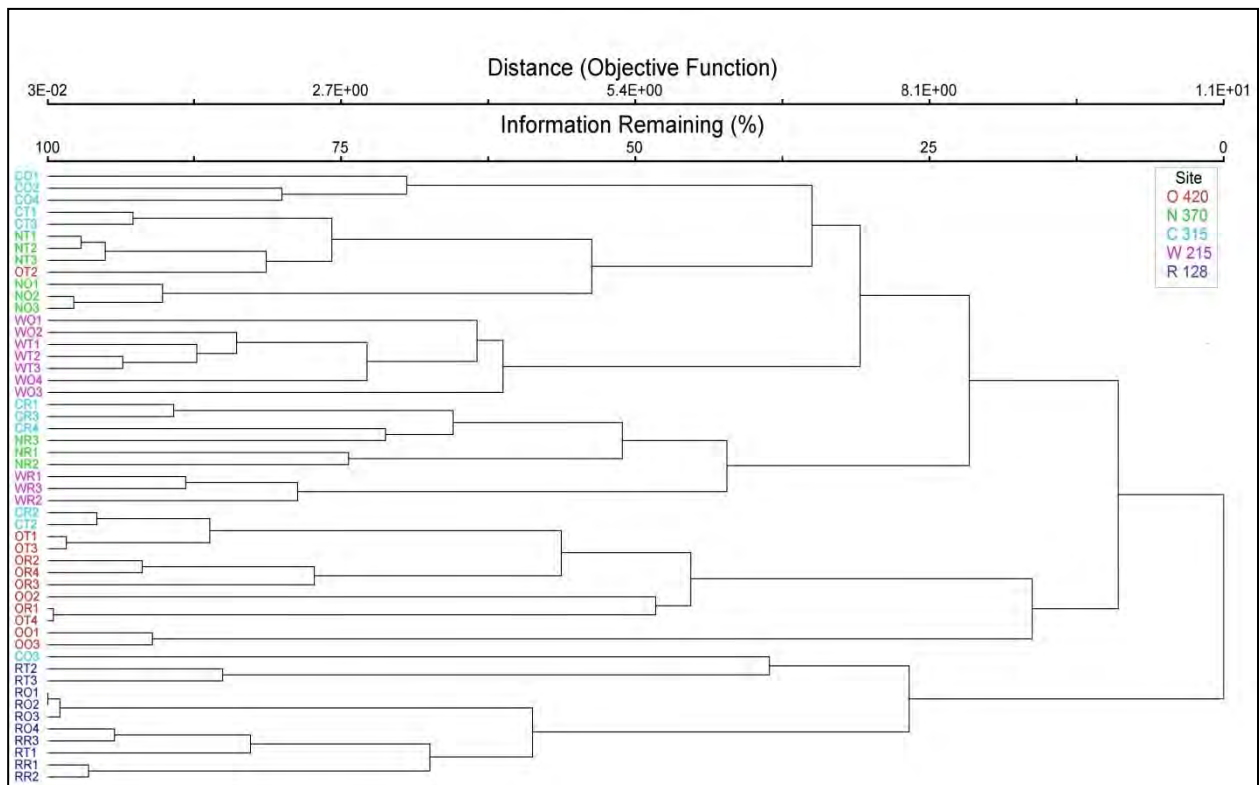 Distance (Objective Function)
3E-02 2.7E+00 5.4E+00 8.1E+00 1.1E+01
Information Remaining (%)
100 75 50 25 0
Site
O 420
N 370
C 315
W 215
R 128
CO1
CO2
CO4
CT1
CT3
NT1
NT2
NT3
OT2
NO1
NO2
NO3
WO1
WO2
WT1
WT2
WT3
WO4
WO3
CR1
CR3
CR4
NR3
NR1
NR2
WR1
WR3
WR2
CR2
CT2
OT1
OT3
OR2
OR4
OR3
OO2
OR1
OT4
OO1
OO3
CO3
RT2
RT3
RO1
RO2
RO3
RO4
RR3
RT1
RR1
RR2